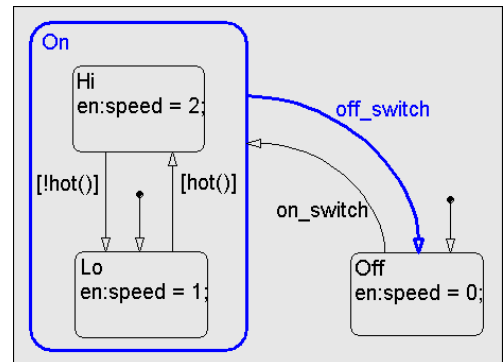 On
Hi
en:speed = 2;
off_switch
[!hot()]
[hot()]
on_switch
Lo
en:speed = 1;
Off
en:speed = 0;